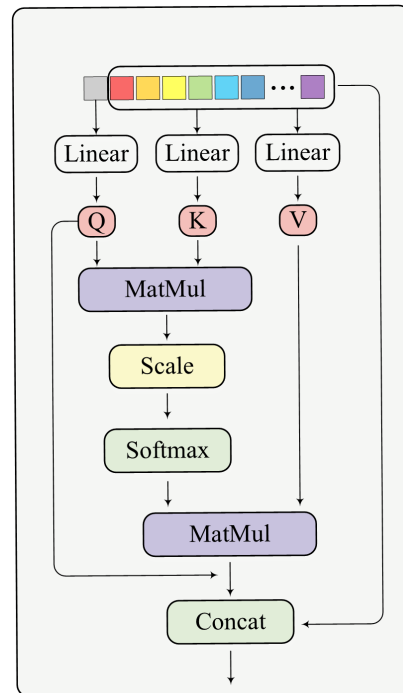 Linear Linear Linear
Q K V
MatMul
Scale
Softmax
MatMul
Concat